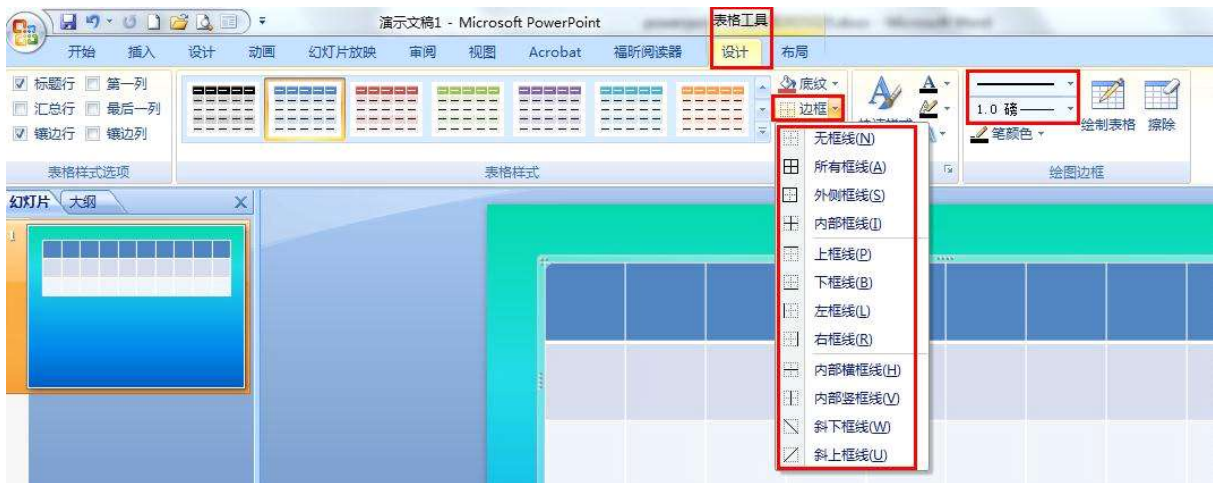 演示文稿1 - Microsoft PowerPoint
表格工具
开始 插入 设计 动画 幻灯片放映 审阅 视图 Acrobat 福昕阅读器 设计 布局
标题行 第一列
汇总行 最后一列
镶边行 镶边列
表格样式选项
表格样式
底纹
边框
1.0 磅
笔颜色
绘制表格
擦除
绘图边框
幻灯片 大纲
1
无框线(N)
所有框线(A)
外侧框线(S)
内部框线(I)
上框线(P)
下框线(B)
左框线(L)
右框线(R)
内部横框线(H)
内部竖框线(V)
斜下框线(W)
斜上框线(U)